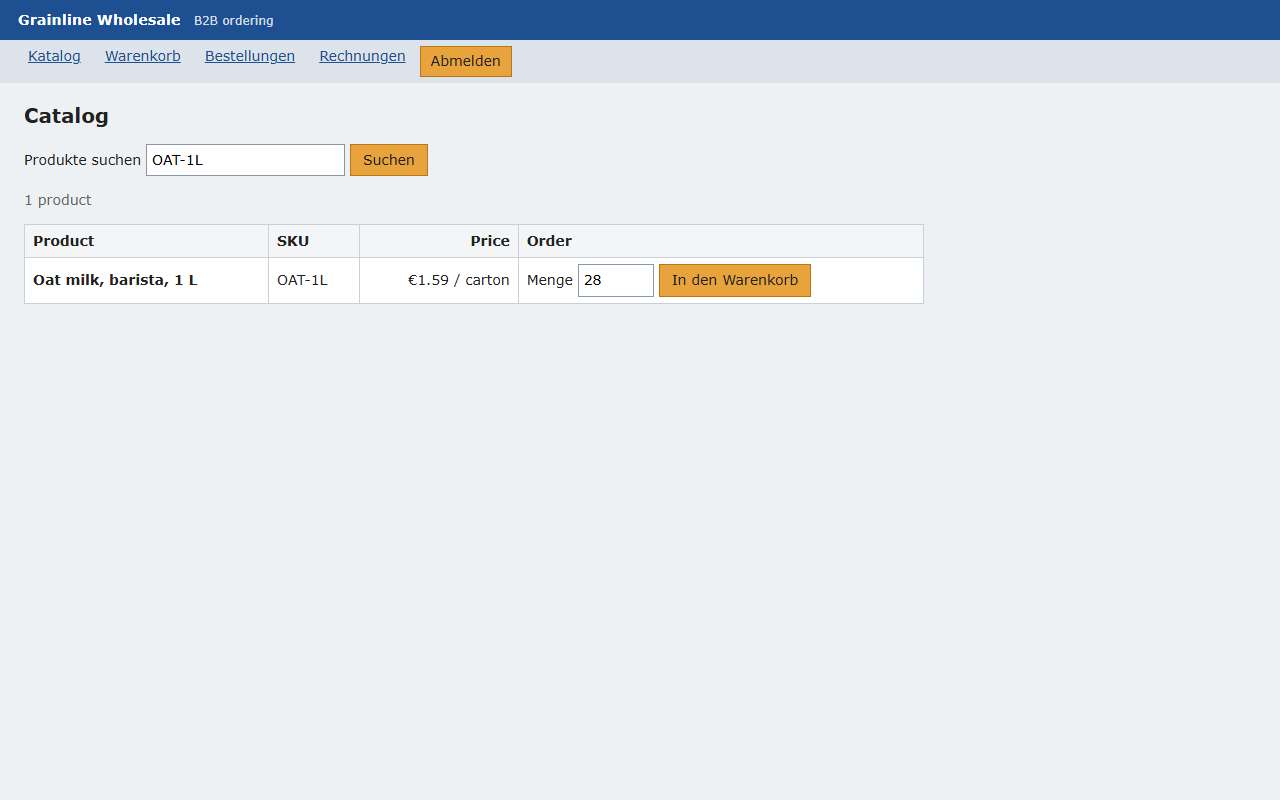 Grainline Wholesale B2B ordering
Katalog Warenkorb Bestellungen Rechnungen Abmelden
Catalog
Produkte suchen OAT-1L Suchen
1 product
Product SKU Price Order
Oat milk, barista, 1 L OAT-1L €1.59 / carton Menge 28 In den Warenkorb